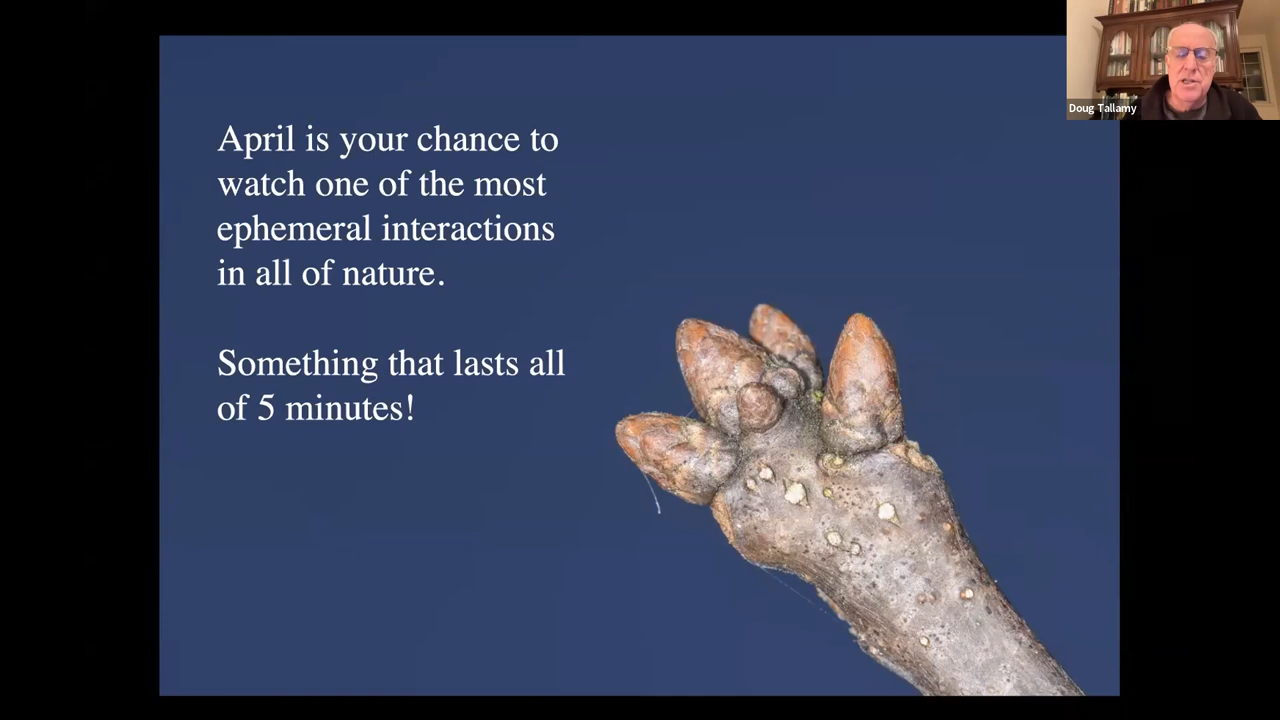 April is your chance to
watch one of the most
ephemeral interactions
in all of nature.
Something that lasts all
of 5 minutes!
Doug Tallamy